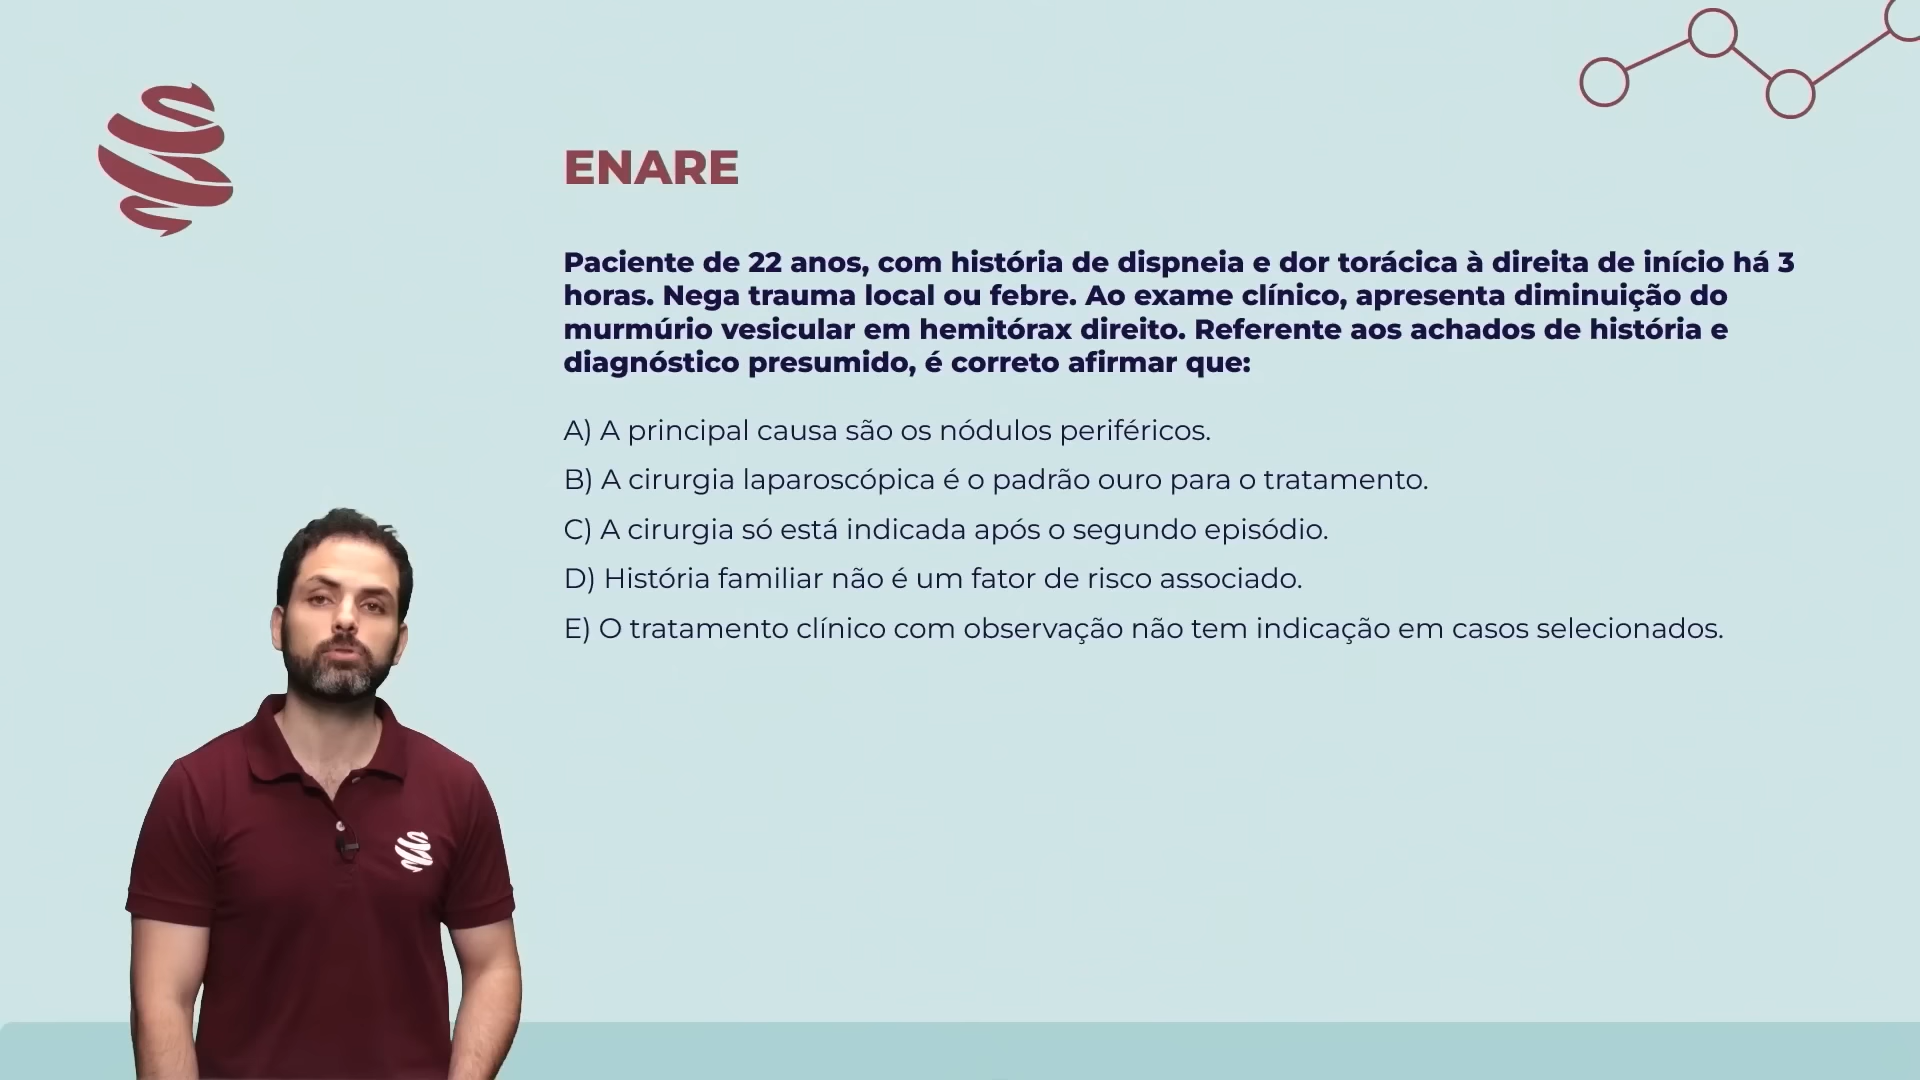 ENARE
Paciente de 22 anos, com história de dispneia e dor torácica à direita de início há 3
horas. Nega trauma local ou febre. Ao exame clínico, apresenta diminuição do
murmúrio vesicular em hemitórax direito. Referente aos achados de história e
diagnóstico presumido, é correto afirmar que:
A) A principal causa são os nódulos periféricos.
B) A cirurgia laparoscópica é o padrão ouro para o tratamento.
C) A cirurgia só está indicada após o segundo episódio.
D) História familiar não é um fator de risco associado.
E) O tratamento clínico com observação não tem indicação em casos selecionados.